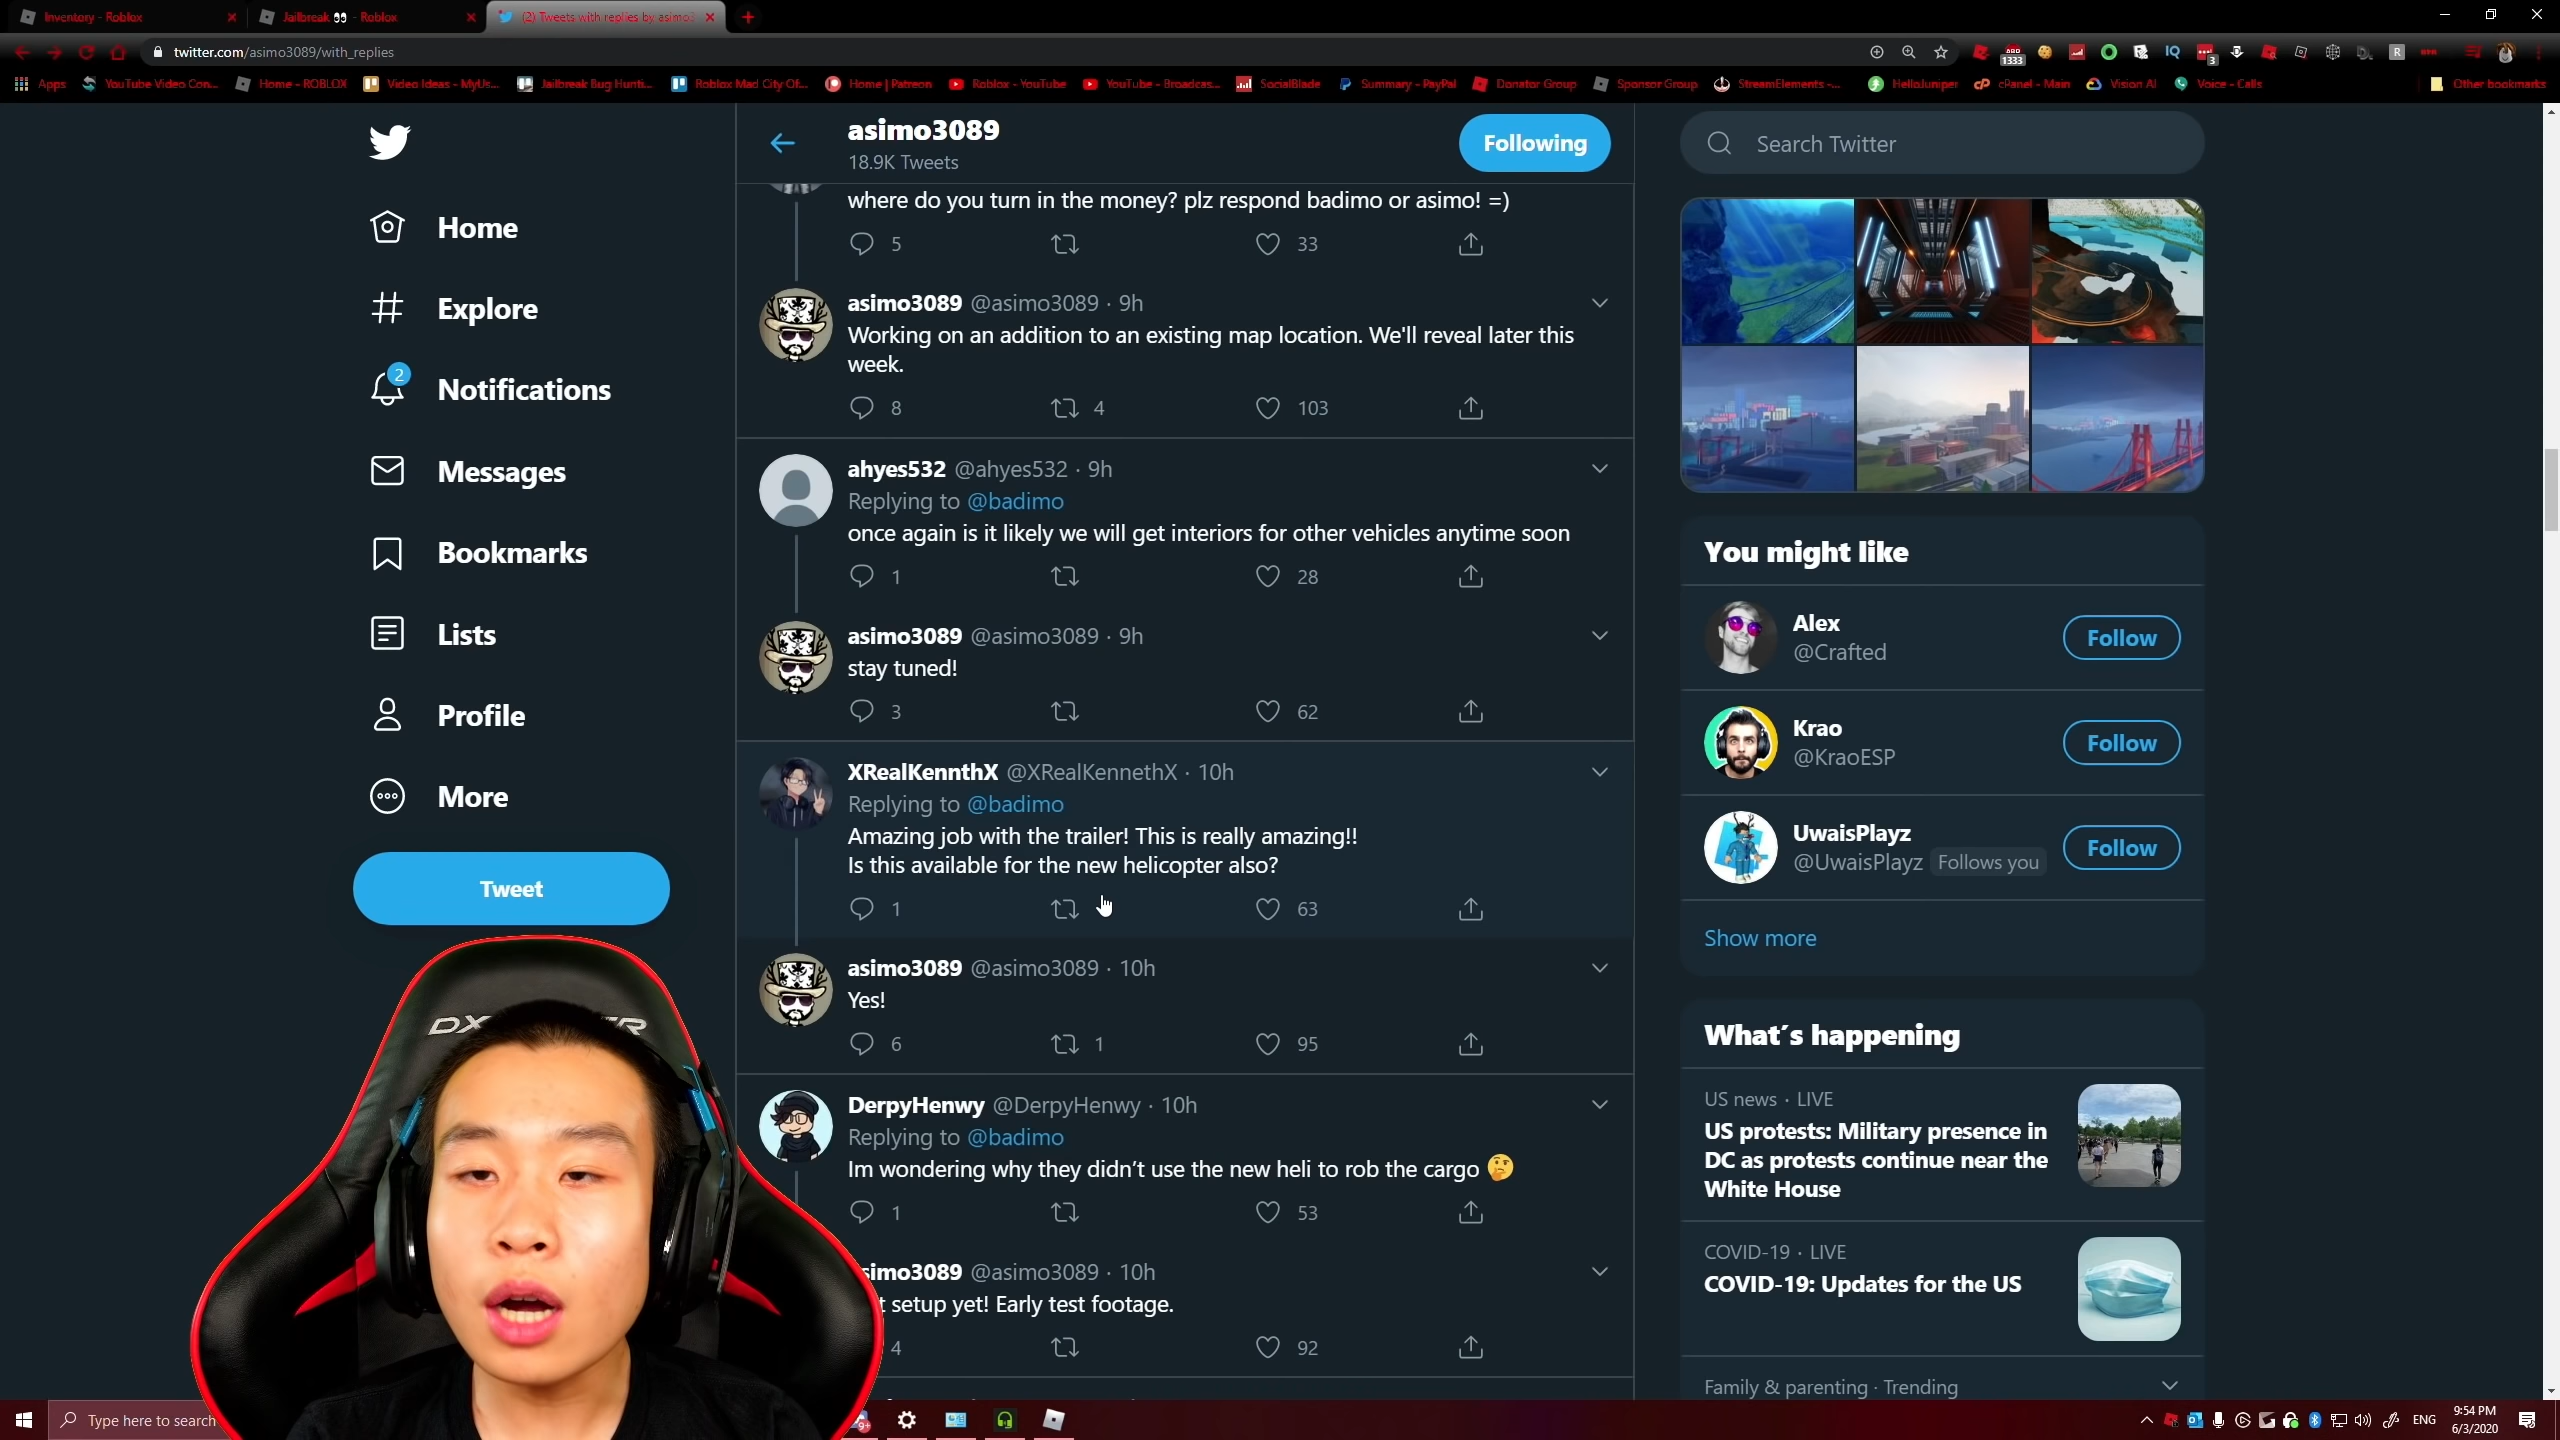 Inventory - Roblox
Jailbreak 👀 - Roblox
(2) Tweets with replies by asimo3
twitter.com/asimo3089/with_replies
Apps
YouTube Video Con...
Home - ROBLOX
Video Ideas - MyUs...
Jailbreak Bug Hunti...
Roblox Mad City Of...
Home | Patreon
Roblox - YouTube
YouTube - Broadcas...
SocialBlade
Summary - PayPal
Donator Group
Sponsor Group
StreamElements -...
HelloJuniper
cPanel - Main
Vision AI
Voice - Calls
Other bookmarks
Home
Explore
2
Notifications
Messages
Bookmarks
Lists
Profile
More
Tweet
asimo3089
18.9K Tweets
Following
where do you turn in the money? plz respond badimo or asimo! =)
5 33
asimo3089 @asimo3089 · 9h
Working on an addition to an existing map location. We'll reveal later this
week.
8 4 103
ahyes532 @ahyes532 · 9h
Replying to @badimo
once again is it likely we will get interiors for other vehicles anytime soon
1 28
asimo3089 @asimo3089 · 9h
stay tuned!
3 62
XRealKennthX @XRealKennethX · 10h
Replying to @badimo
Amazing job with the trailer! This is really amazing!!
Is this available for the new helicopter also?
1 63
asimo3089 @asimo3089 · 10h
Yes!
6 1 95
DerpyHenwy @DerpyHenwy · 10h
Replying to @badimo
Im wondering why they didn't use the new heli to rob the cargo 🤔
1 53
simo3089 @asimo3089 · 10h
t setup yet! Early test footage.
4 92
Search Twitter
You might like
Alex
@Crafted
Follow
Krao
@KraoESP
Follow
UwaisPlayz
@UwaisPlayz Follows you
Follow
Show more
What's happening
US news · LIVE
US protests: Military presence in
DC as protests continue near the
White House
COVID-19 · LIVE
COVID-19: Updates for the US
Family & parenting · Trending
Type here to search
ENG
9:54 PM
6/3/2020